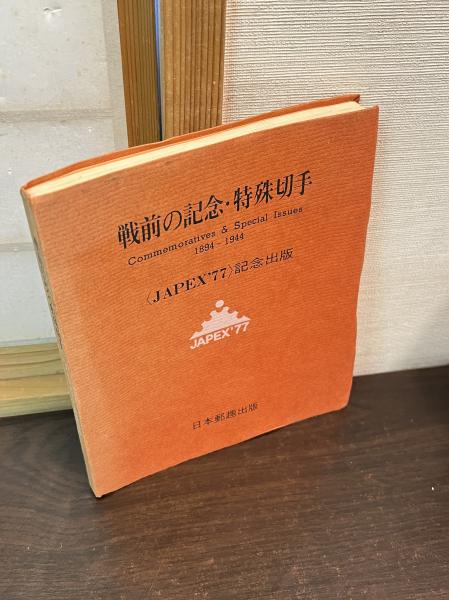 戦前の記念・特殊切手
Commemoratives & Special Issues
1894~1944
〈JAPEX'77〉記念出版
JAPEX'77
日本郵趣出版